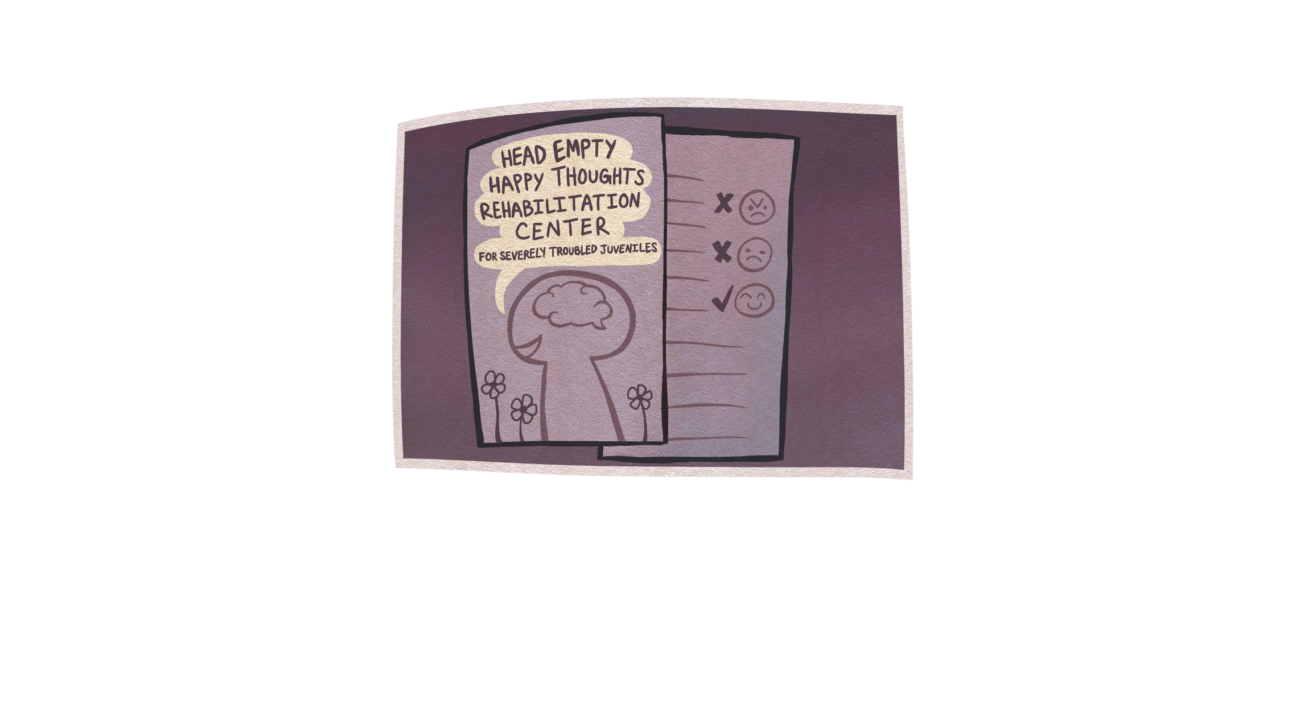 HEAD EMPTY
HAPPY THOUGHTS
REHABILITATION
CENTER
FOR SEVERELY TROUBLED JUVENILES